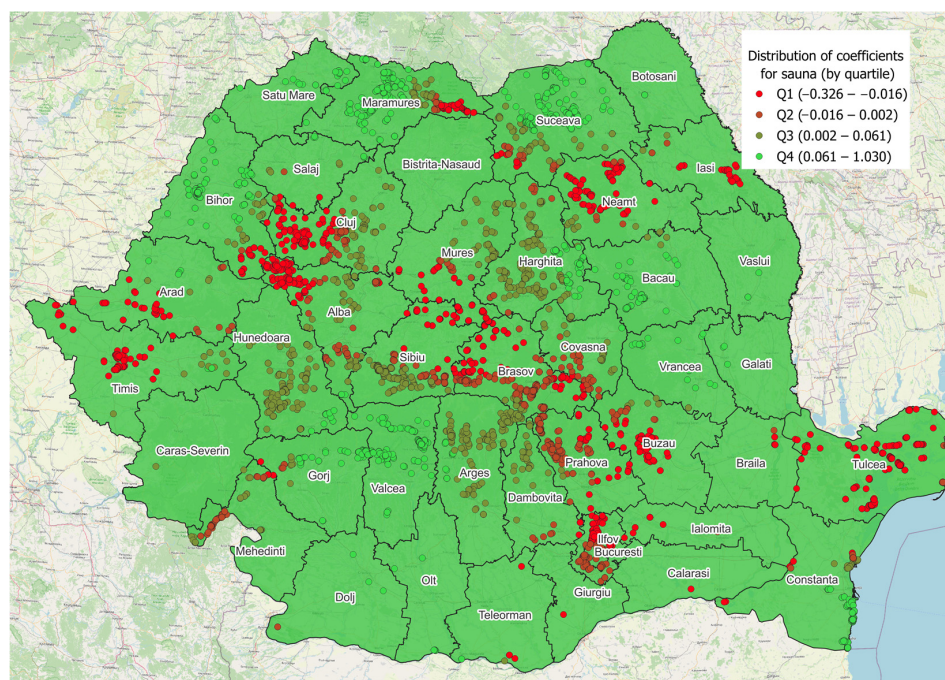 Distribution of coefficients
for sauna (by quartile)
Q1 (−0.326 – −0.016)
Q2 (−0.016 – 0.002)
Q3 (0.002 – 0.061)
Q4 (0.061 – 1.030)
Botosani
Satu Mare
Maramures
Suceava
Iasi
Salaj
Bistrita-Nasaud
Bihor
Neamt
Cluj
Mures
Harghita
Bacau
Vaslui
Arad
Alba
Hunedoara
Covasna
Sibiu
Brasov
Vrancea
Galati
Timis
Caras-Severin
Buzau
Prahova
Braila
Tulcea
Gorj
Arges
Valcea
Dambovita
Ialomita
Ilfov
Bucuresti
Mehedinti
Calarasi
Constanta
Olt
Giurgiu
Dolj
Teleorman